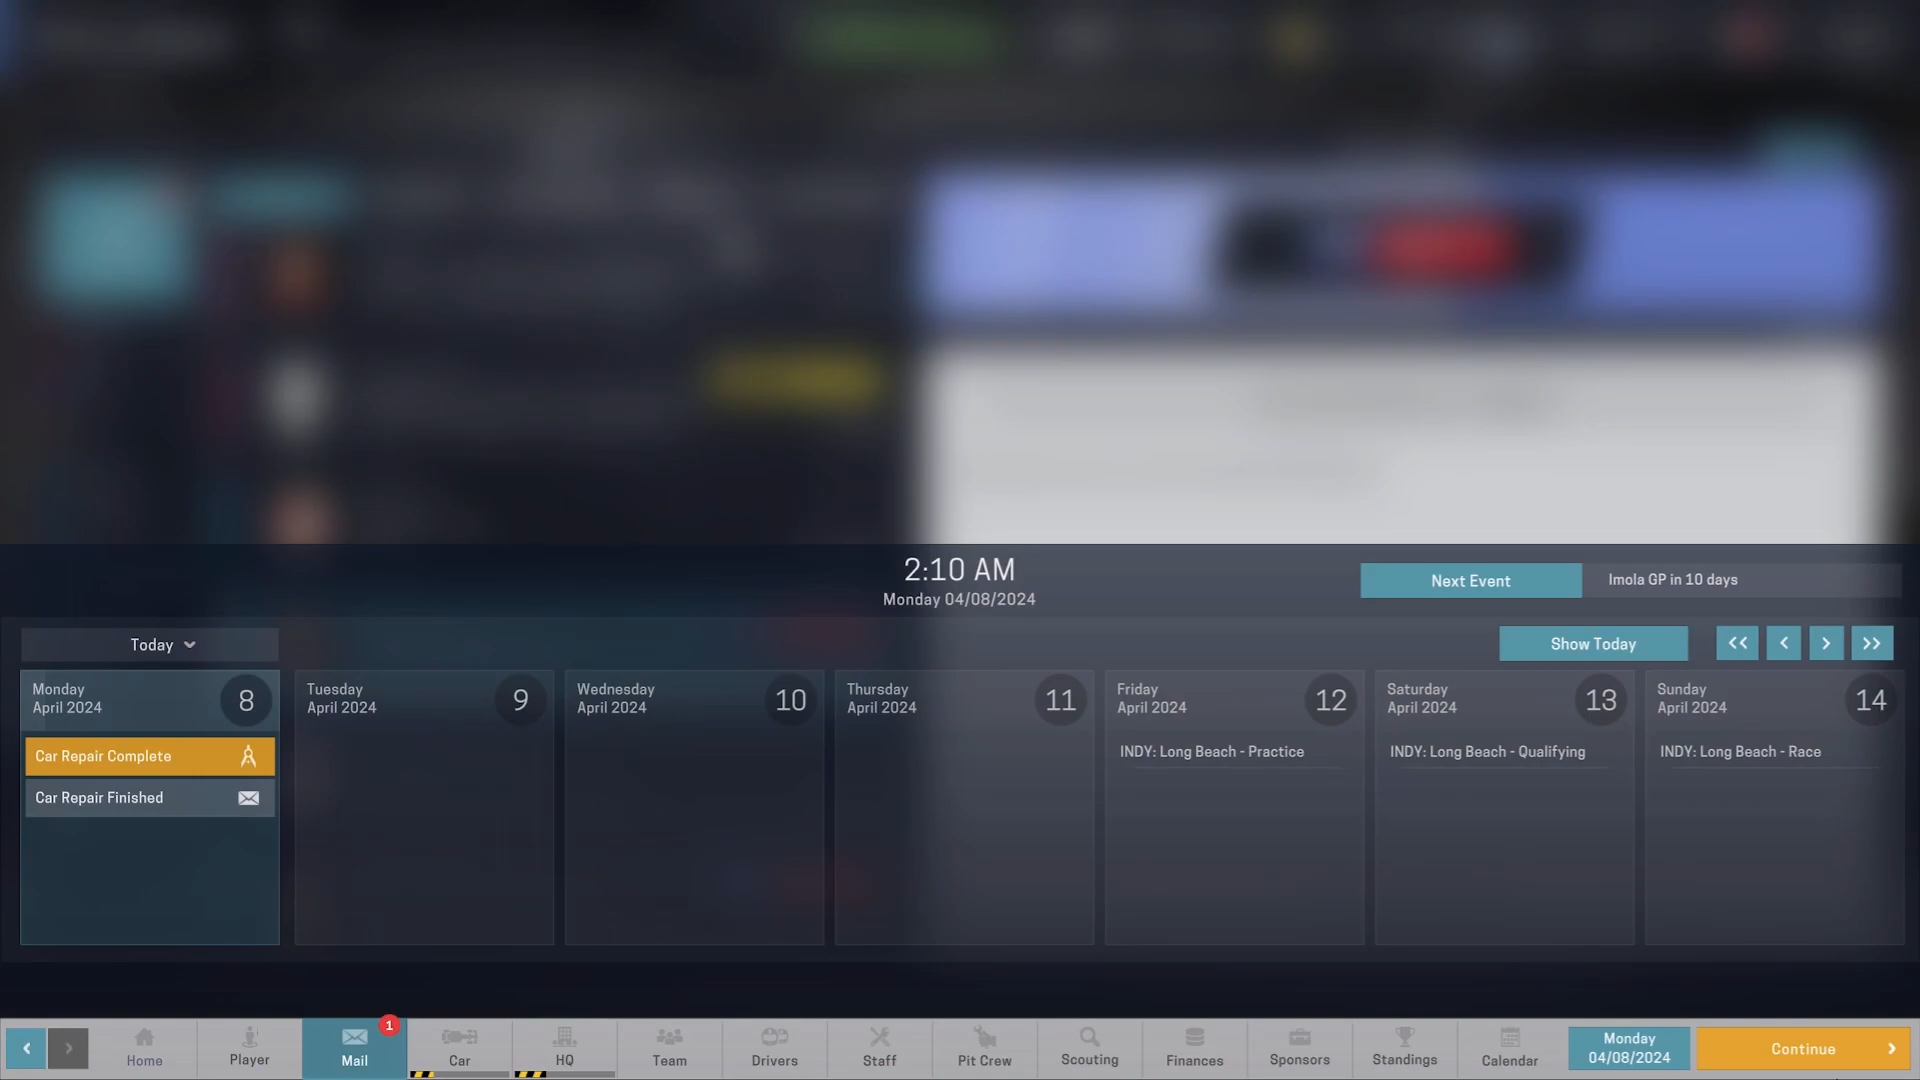 2:10 AM
Monday 04/08/2024
Next Event
Imola GP in 10 days
Today
Show Today
Monday
April 2024
8
Tuesday
April 2024
9
Wednesday
April 2024
10
Thursday
April 2024
11
Friday
April 2024
12
Saturday
April 2024
13
Sunday
April 2024
14
Car Repair Complete
Car Repair Finished
INDY: Long Beach - Practice
INDY: Long Beach - Qualifying
INDY: Long Beach - Race
Home
Player
1
Mail
Car
HQ
Team
Drivers
Staff
Pit Crew
Scouting
Finances
Sponsors
Standings
Calendar
Monday
04/08/2024
Continue